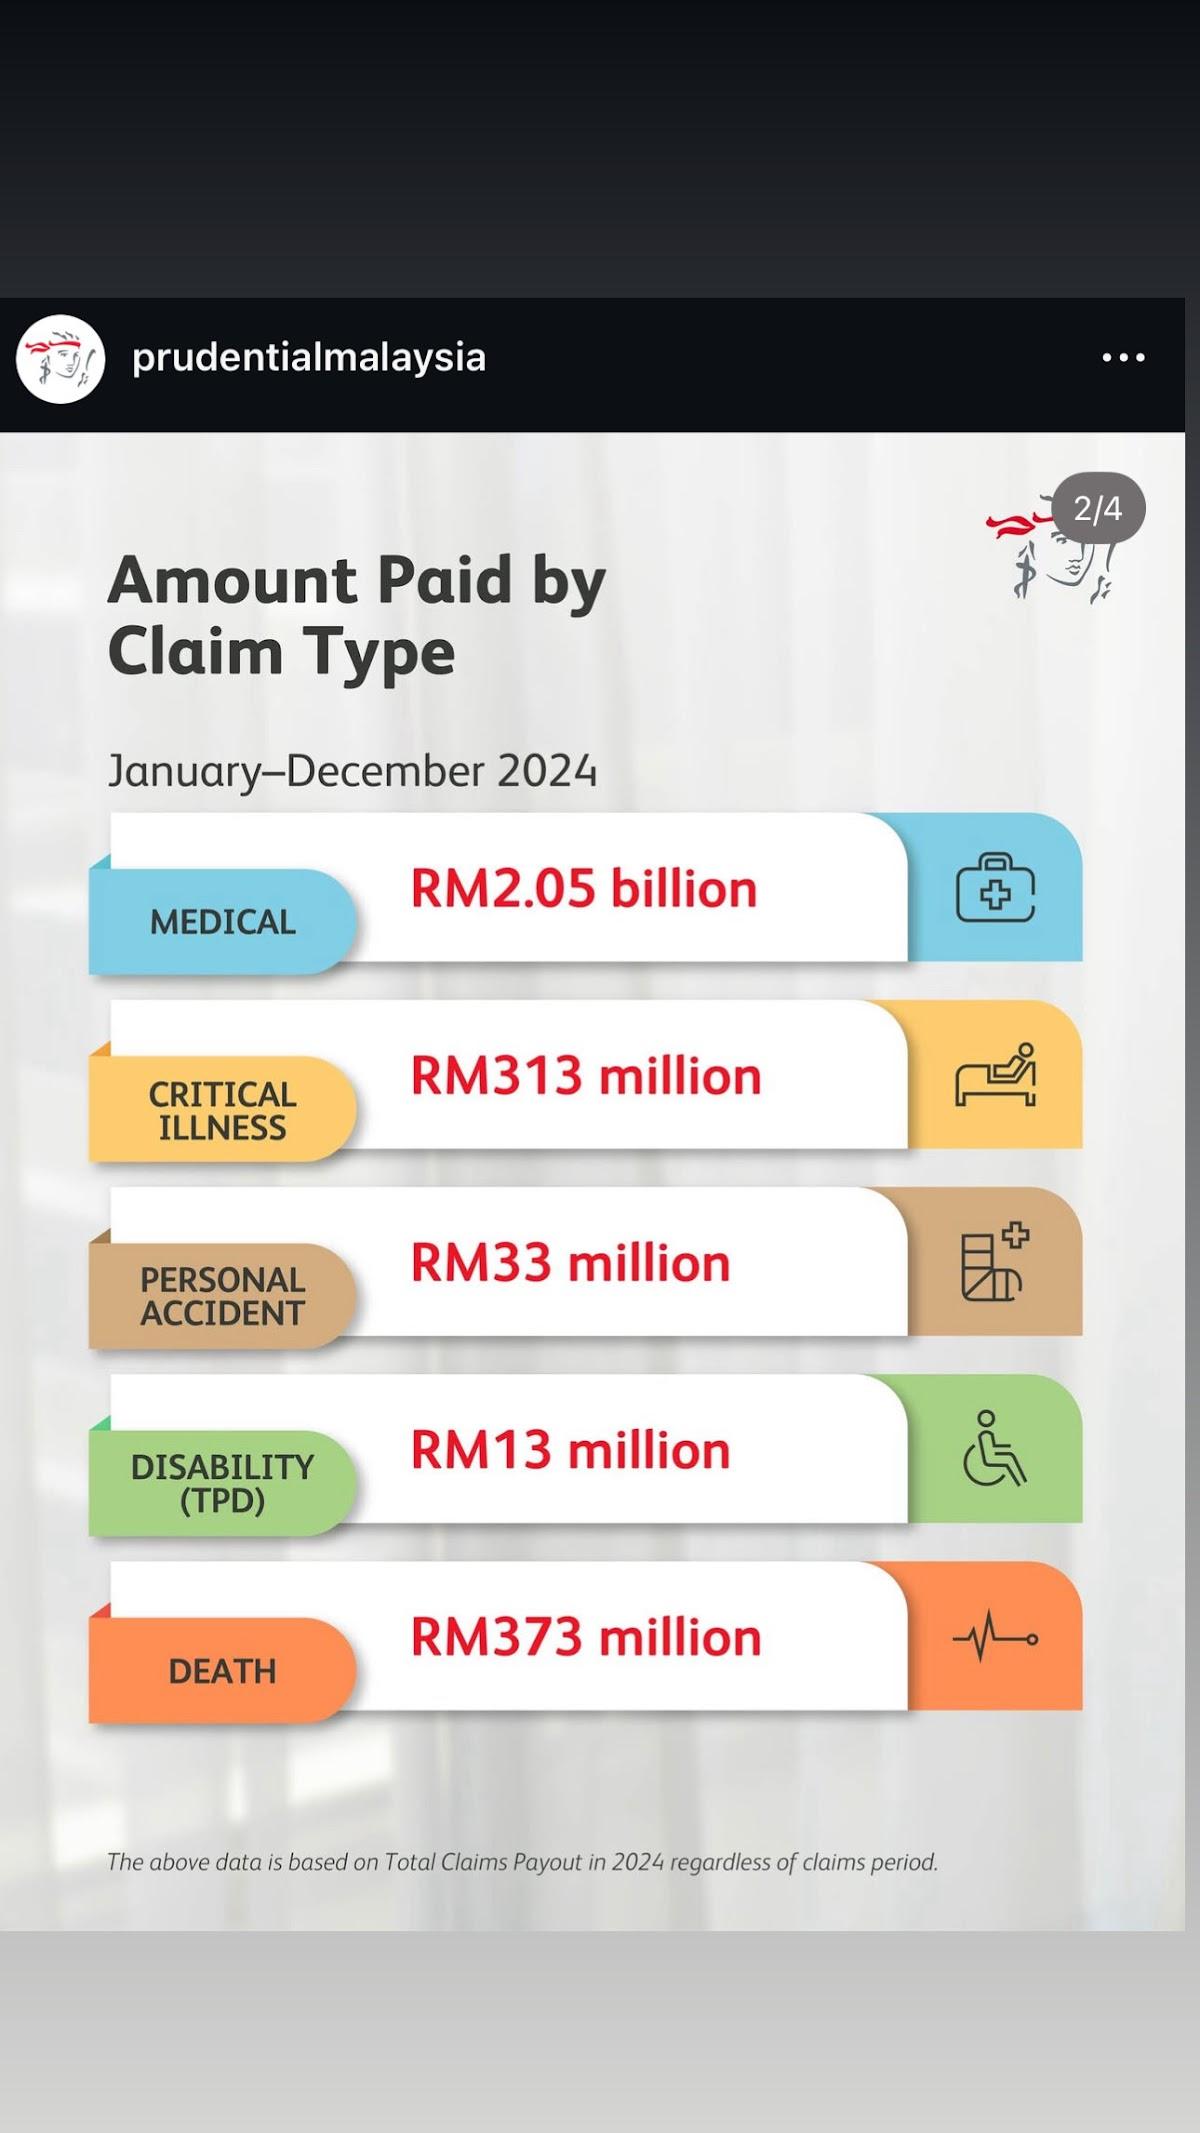 prudentialmalaysia
2/4
Amount Paid by
Claim Type
January–December 2024
MEDICAL
RM2.05 billion
CRITICAL
ILLNESS
RM313 million
PERSONAL
ACCIDENT
RM33 million
DISABILITY
(TPD)
RM13 million
DEATH
RM373 million
The above data is based on Total Claims Payout in 2024 regardless of claims period.